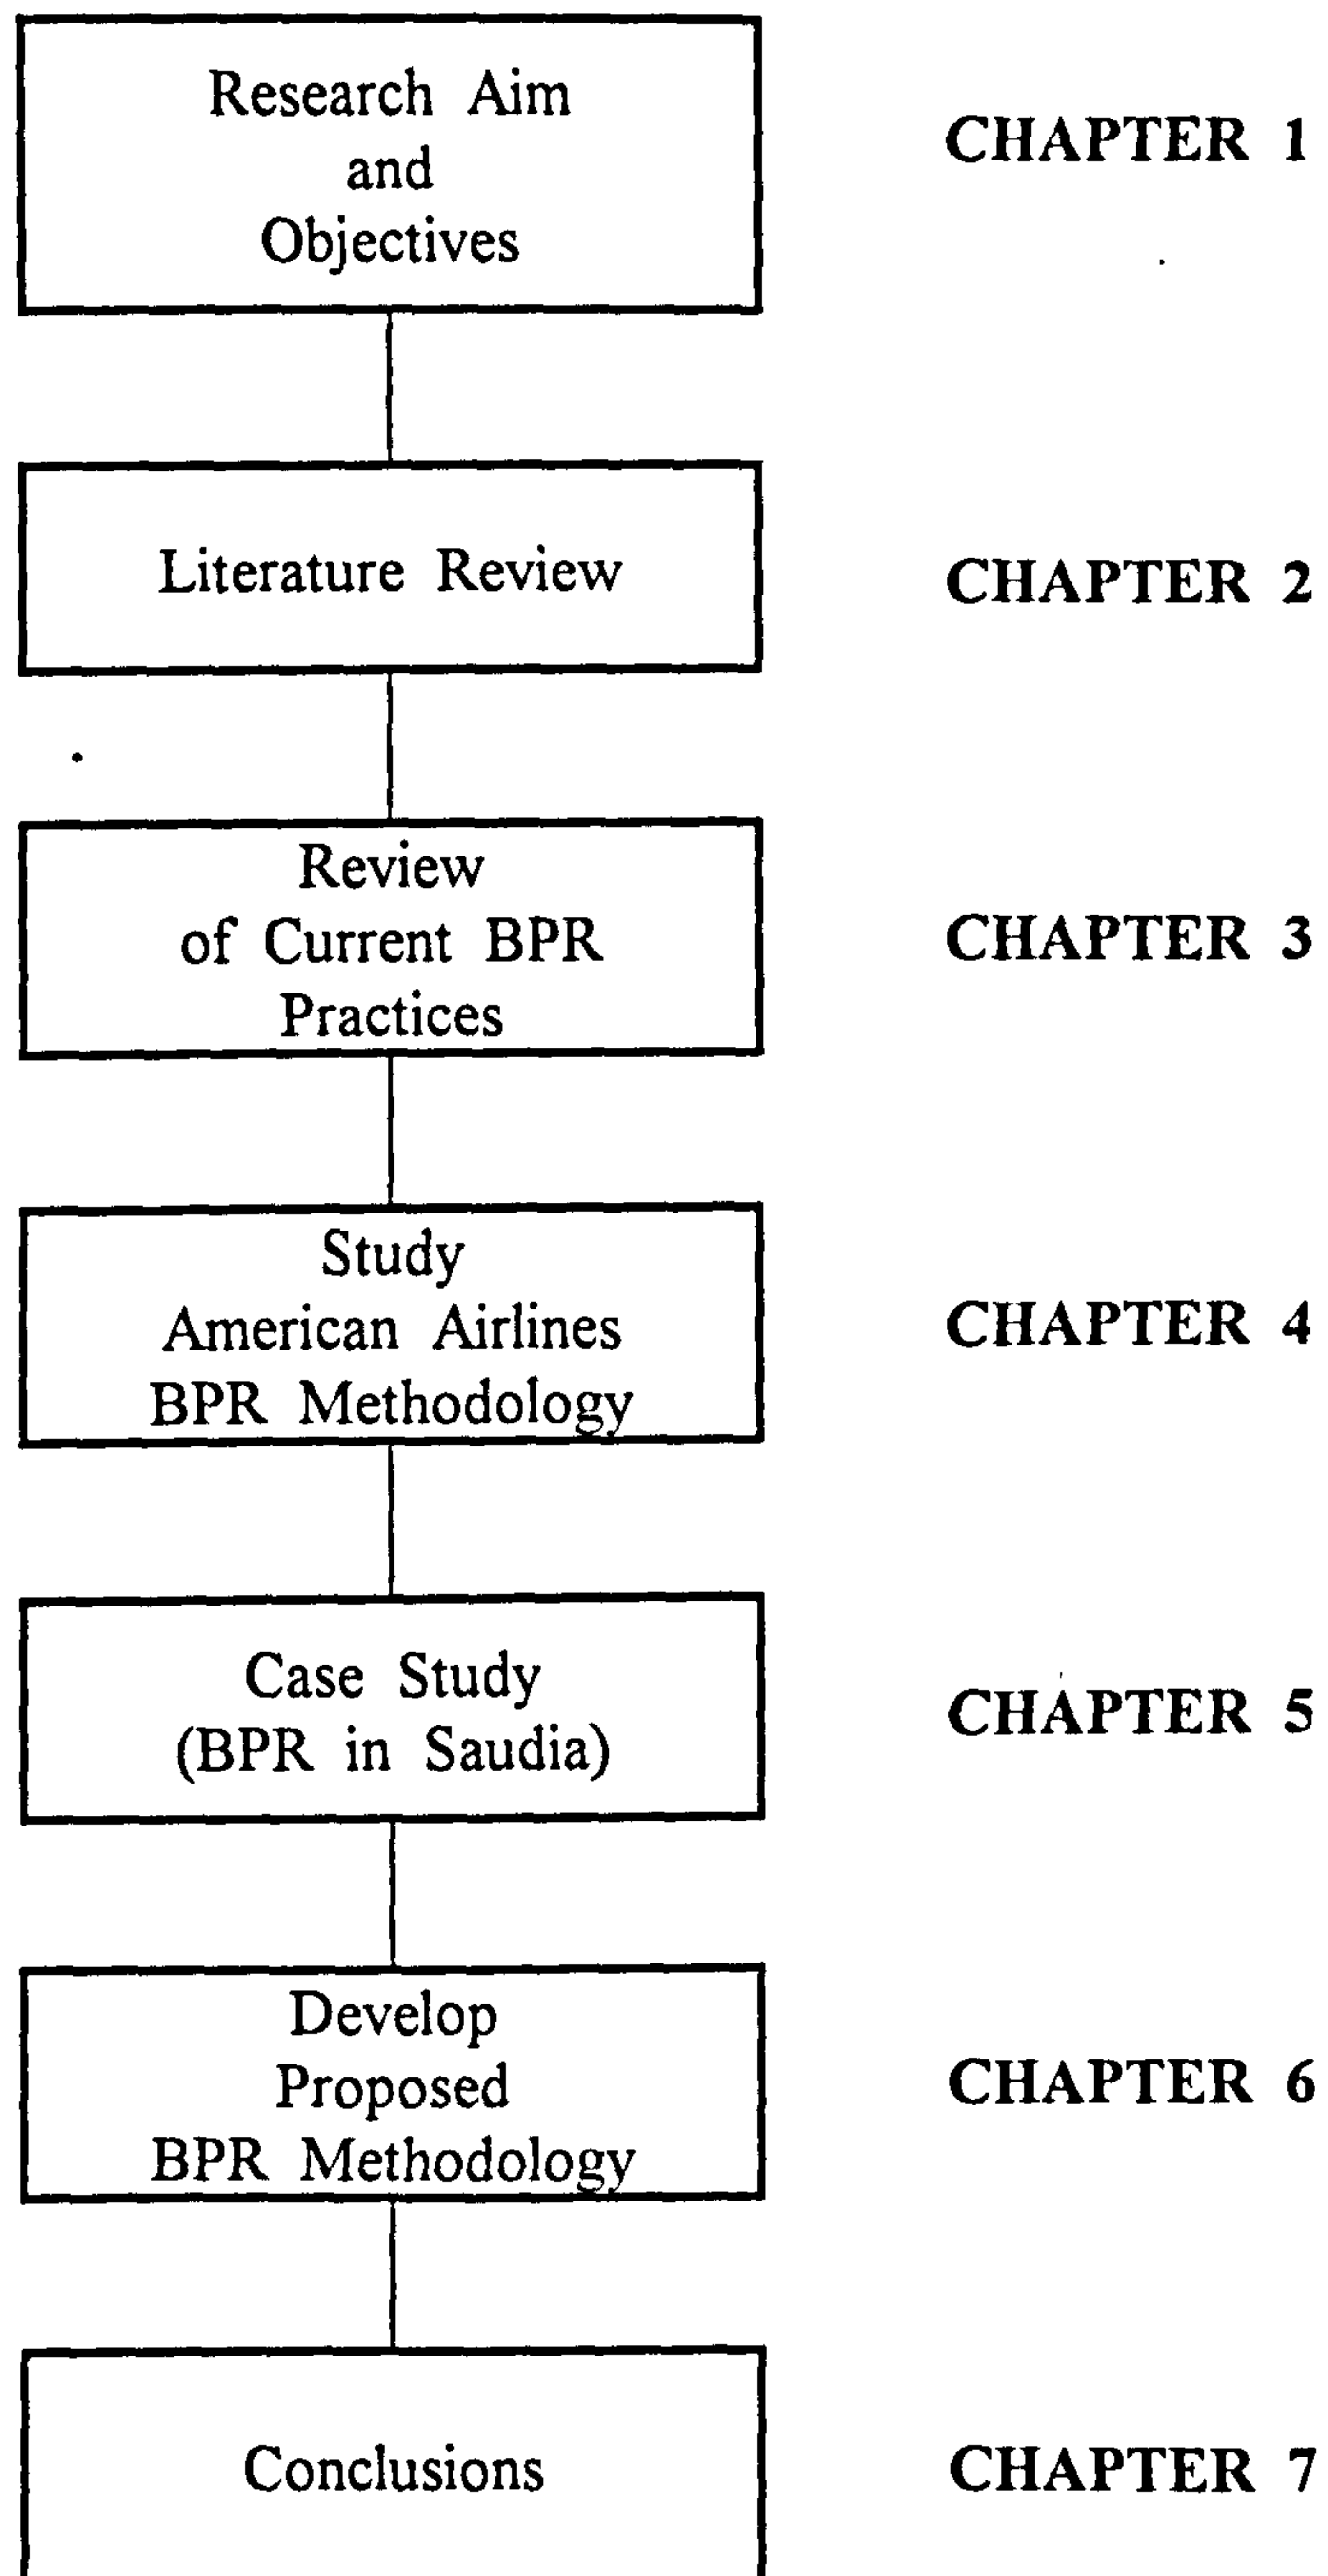 Research Aim
and
Objectives
CHAPTER 1
Literature Review
CHAPTER 2
Review
of Current BPR
Practices
CHAPTER 3
Study
American Airlines
BPR Methodology
CHAPTER 4
Case Study
(BPR in Saudia)
CHAPTER 5
Develop
Proposed
BPR Methodology
CHAPTER 6
Conclusions
CHAPTER 7